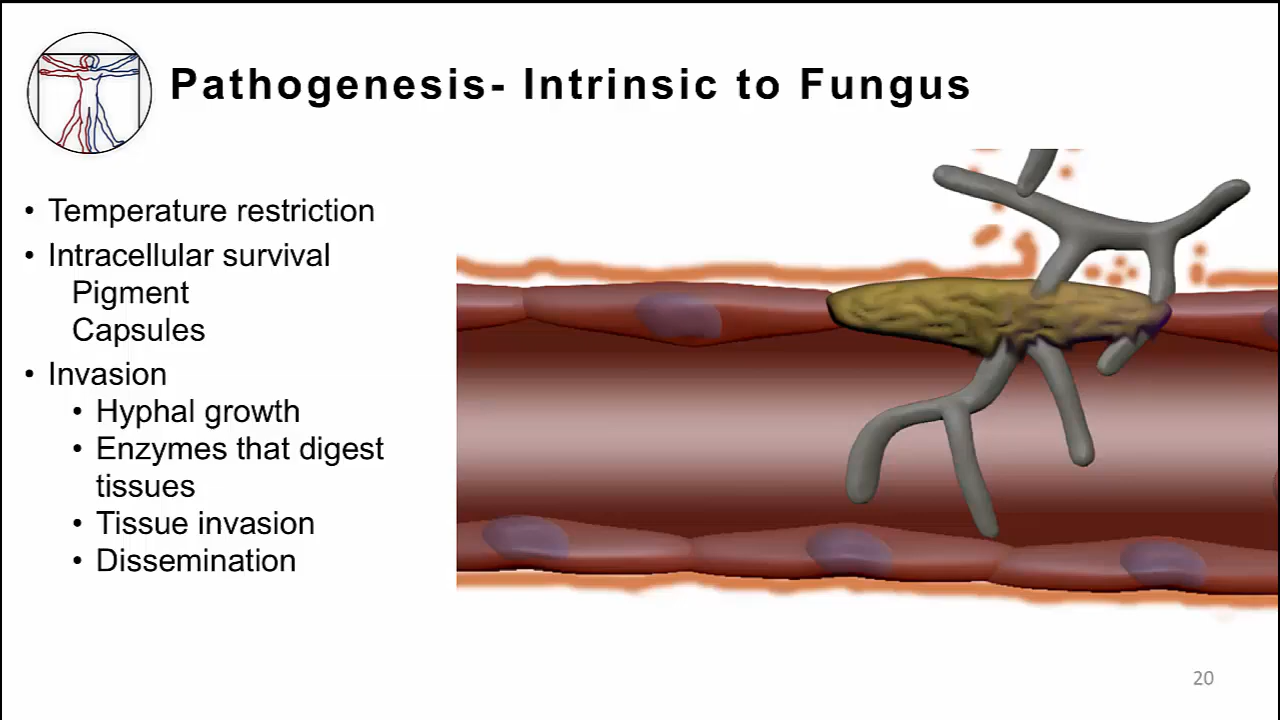 Pathogenesis- Intrinsic to Fungus
• Temperature restriction
• Intracellular survival
Pigment
Capsules
• Invasion
• Hyphal growth
• Enzymes that digest
tissues
• Tissue invasion
• Dissemination
20